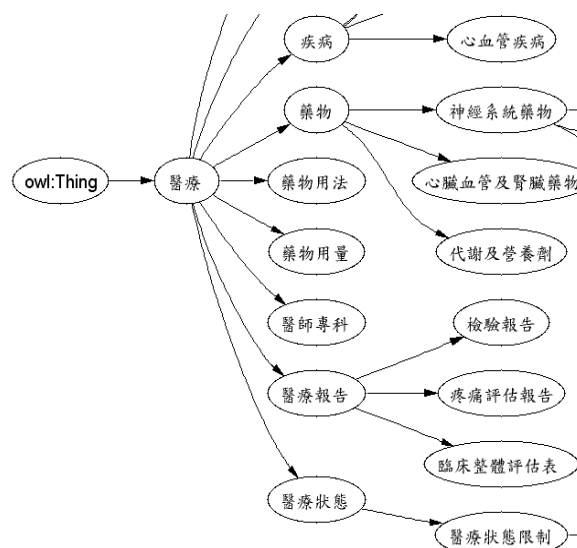 疾病
心血管疾病
藥物
神經系統藥物
owl:Thing
醫療
藥物用法
心臟血管及腎臟藥物
藥物用量
代謝及營養劑
醫師專科
檢驗報告
醫療報告
疼痛評估報告
臨床整體評估表
醫療狀態
醫療狀態限制